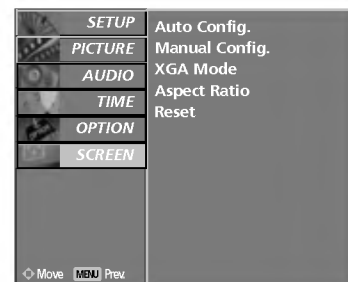 SETUP
PICTURE
AUDIO
TIME
OPTION
SCREEN
Auto Config.
Manual Config.
XGA Mode
Aspect Ratio
Reset
Move MENU Prev.